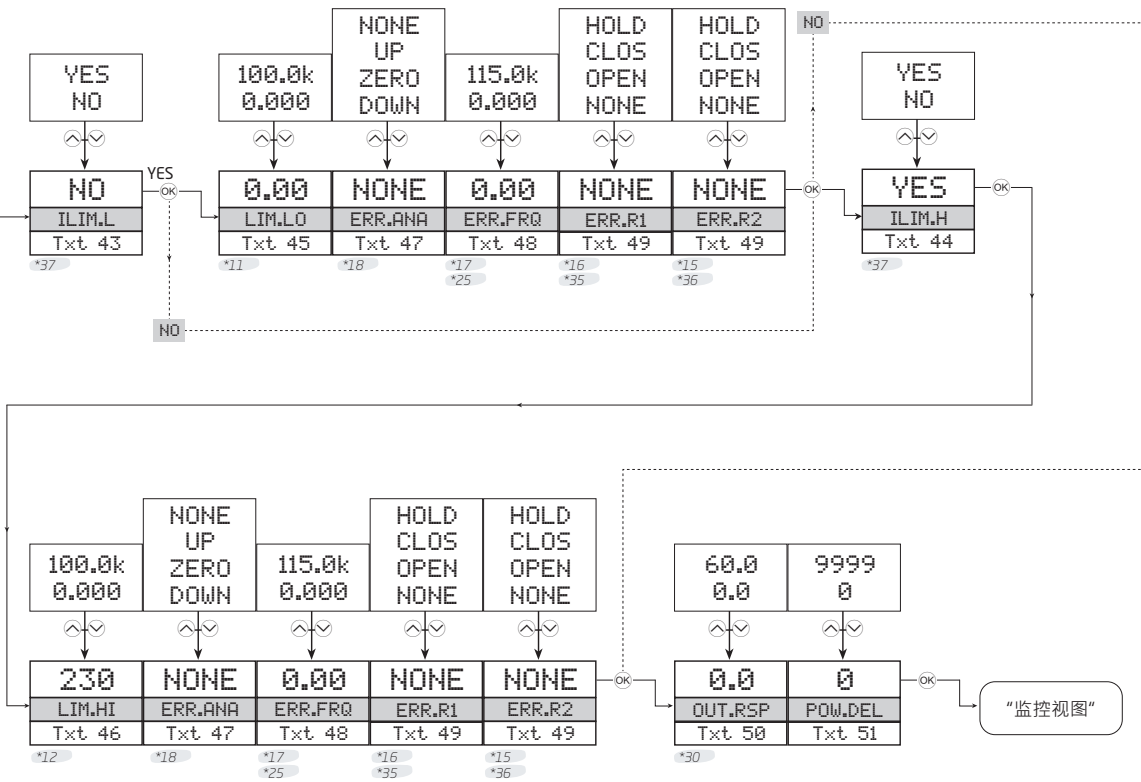 NO
YES
NO
NO
ILIM.L
Txt 43
*37
YES
OK
NO
100.0k
0.000
0.00
LIM.LO
Txt 45
*11
NONE
UP
ZERO
DOWN
NONE
ERR.ANA
Txt 47
*18
115.0k
0.000
0.00
ERR.FRQ
Txt 48
*17
*25
HOLD
CLOS
OPEN
NONE
NONE
ERR.R1
Txt 49
*16
*35
HOLD
CLOS
OPEN
NONE
NONE
ERR.R2
Txt 49
*15
*36
OK
YES
NO
YES
ILIM.H
Txt 44
*37
OK
100.0k
0.000
230
LIM.HI
Txt 46
*12
NONE
UP
ZERO
DOWN
NONE
ERR.ANA
Txt 47
*18
115.0k
0.000
0.00
ERR.FRQ
Txt 48
*17
*25
HOLD
CLOS
OPEN
NONE
NONE
ERR.R1
Txt 49
*16
*35
HOLD
CLOS
OPEN
NONE
NONE
ERR.R2
Txt 49
*15
*36
OK
60.0
0.0
0.0
OUT.RSP
Txt 50
*30
9999
0
0
POW.DEL
Txt 51
OK
"监控视图"